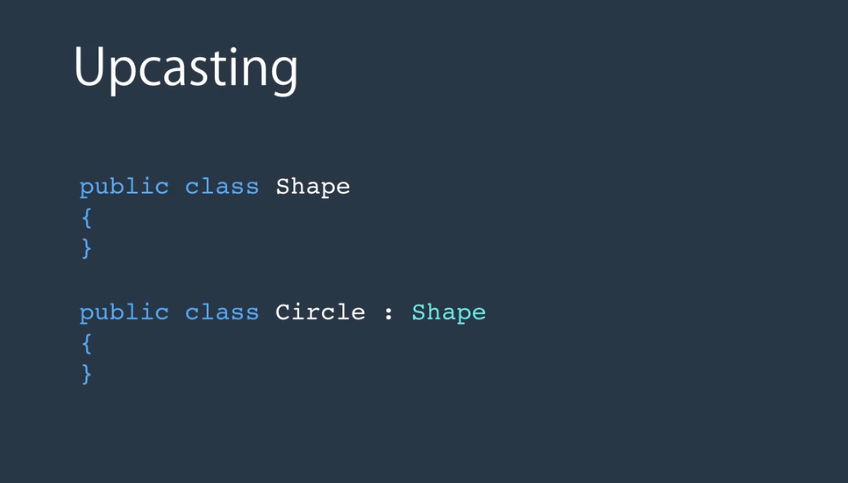 Upcasting
public class Shape
{
}
public class Circle : Shape
{
}